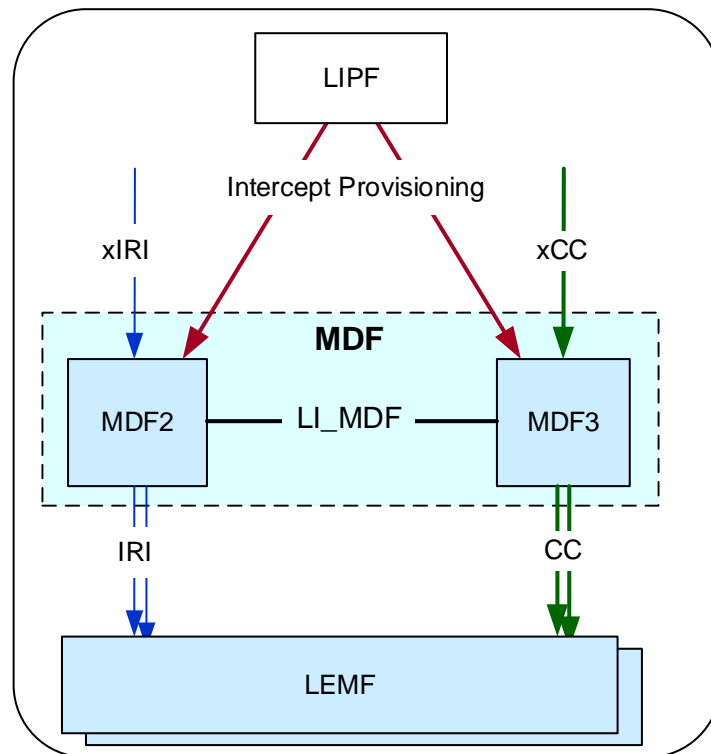 LIPF
Intercept Provisioning
xIRI
xCC
MDF
MDF2
LI_MDF
MDF3
IRI
CC
LEMF